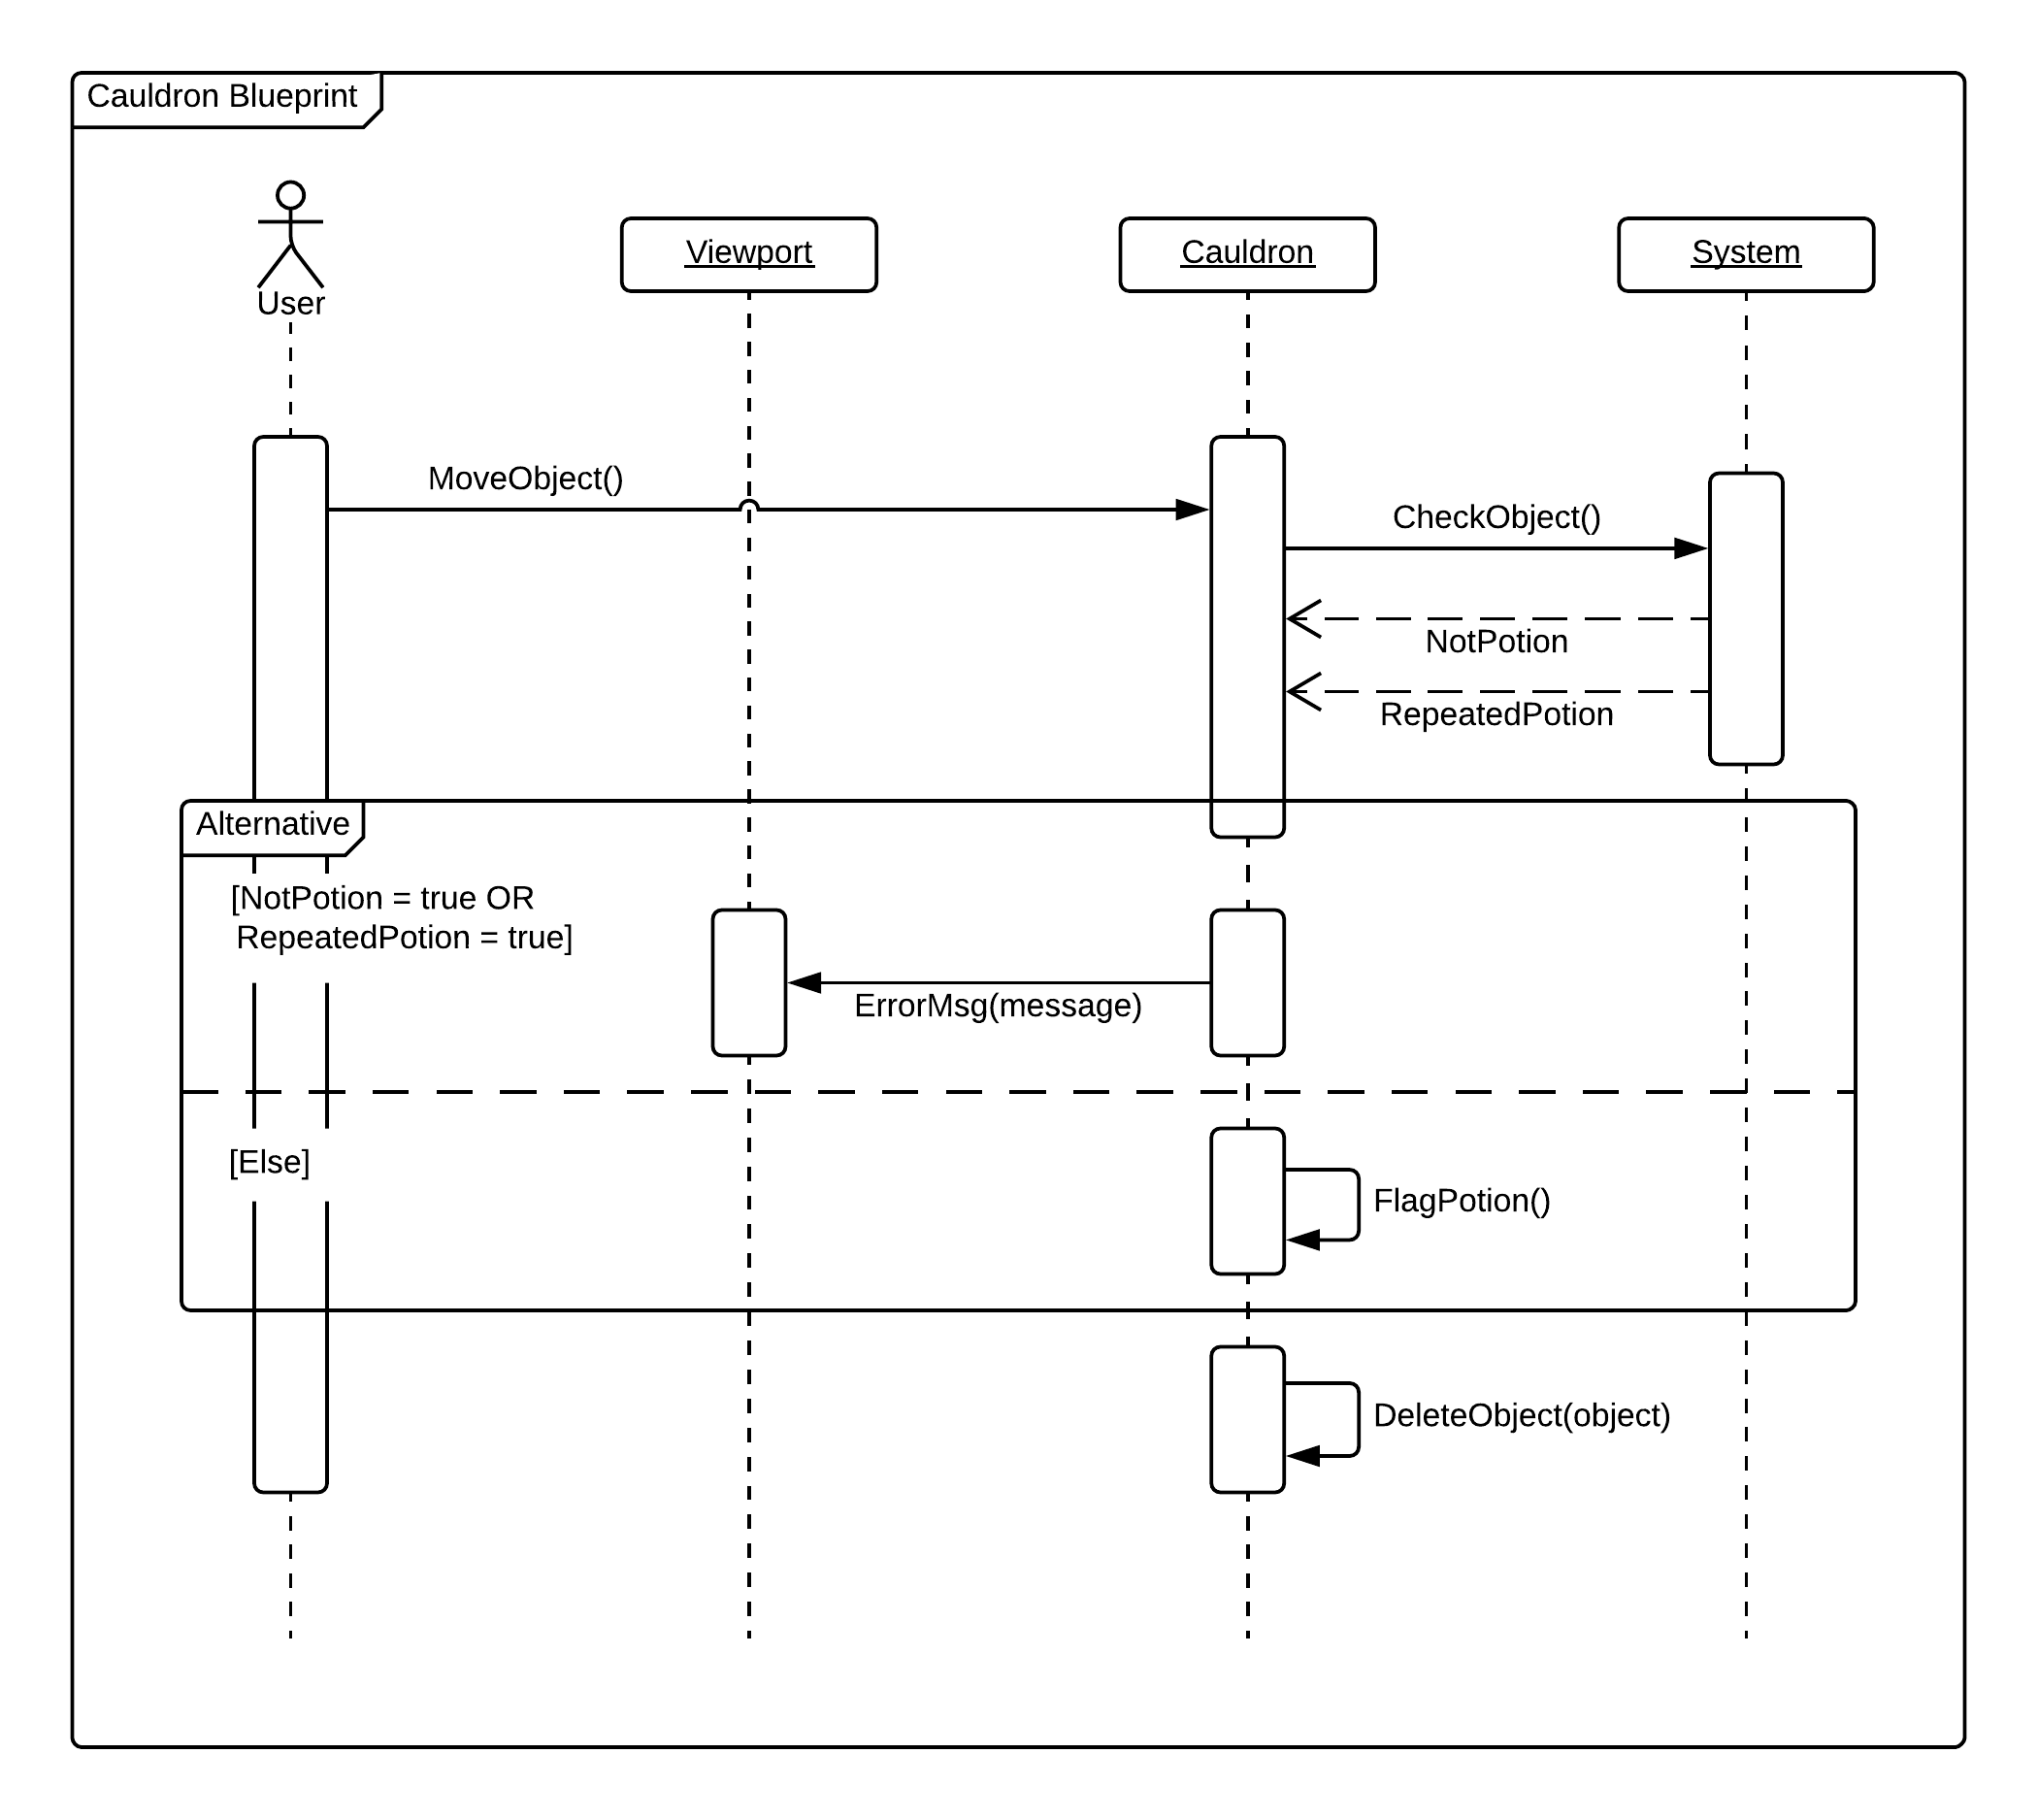 Cauldron Blueprint
User
Viewport
Cauldron
System
MoveObject()
CheckObject()
NotPotion
RepeatedPotion
Alternative
[NotPotion = true OR
RepeatedPotion = true]
ErrorMsg(message)
[Else]
FlagPotion()
DeleteObject(object)